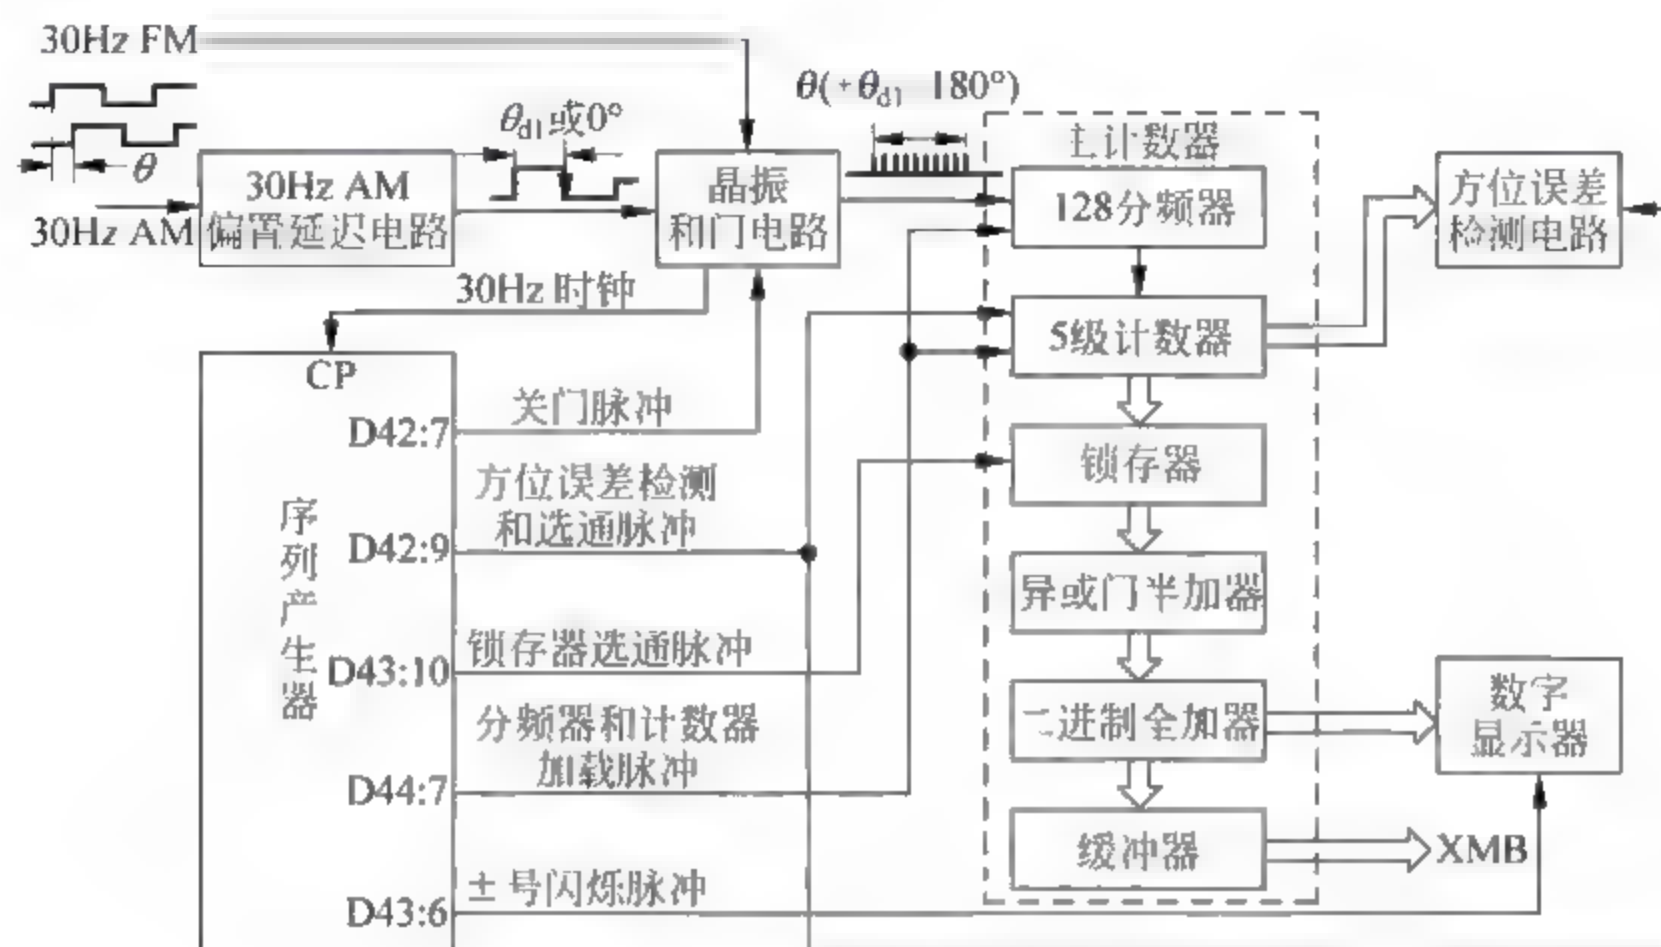 30Hz FM
θ
30Hz AM
30Hz AM
偏置延迟电路
θd1或0°
晶振
和门电路
θ(+θd1 180°)
主计数器
128分频器
方位误差
检测电路
30Hz 时钟
CP
5级计数器
关门脉冲
D42:7
锁存器
方位误差检测
和选通脉冲
D42:9
序列产生器
异或门半加器
锁存器选通脉冲
D43:10
二进制全加器
数字
显示器
分频器和计数器
加载脉冲
D44:7
缓冲器
XMB
±号闪烁脉冲
D43:6